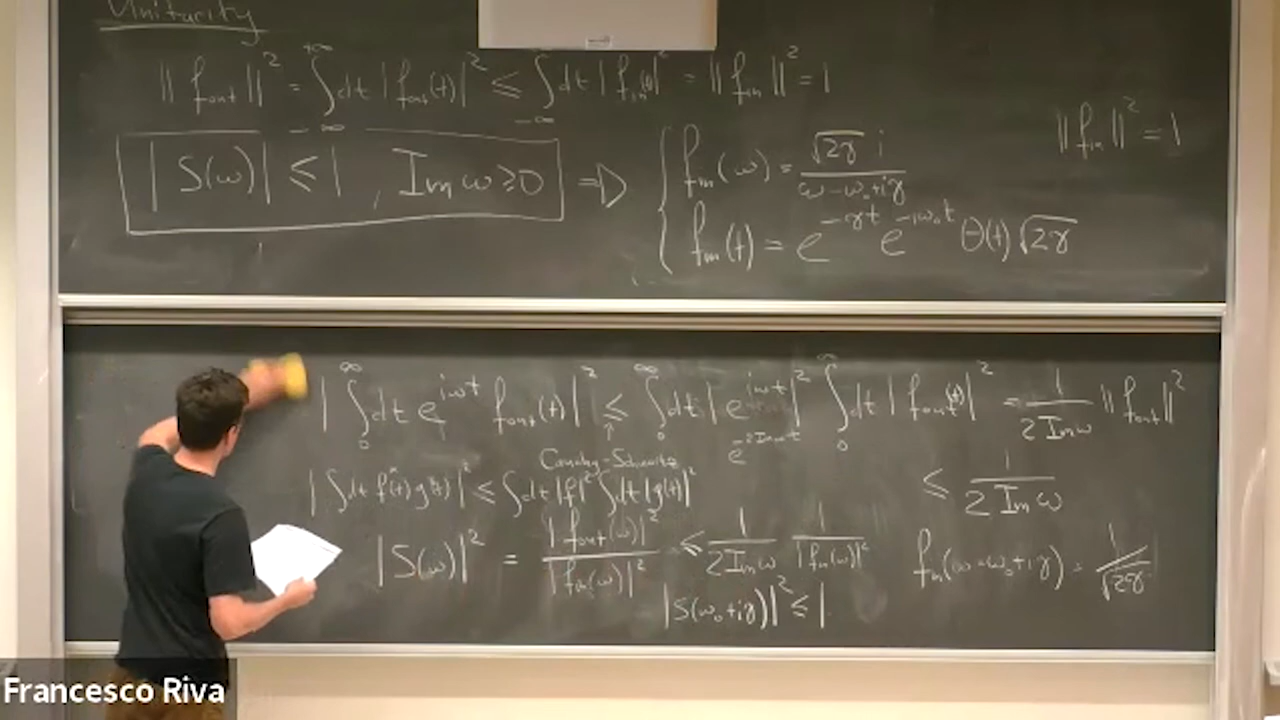 Unitarity
|| f_out ||² = ∫_{-∞}^{+∞} dt | f_out(t) |² ≤ ∫_{-∞}^{∞} dt | f_in(t) |² = || f_in ||² = 1
|| f_in ||² = 1
| S(ω) | ≤ 1 , Im ω ≥ 0 ⇒ { f_in(ω) = √2γ i / ω - ω₀ + iγ
f_in(t) = e^{-γt} e^{-iω₀t} Θ(t) √2γ
| ∫_0^∞ dt e^{iωt} f_out(t) |² ≤ ∫_0^∞ dt | e^{iωt} |² ∫_0^∞ dt | f_out(t) |² = 1 / 2 Im ω || f_out ||²
e^{-2 Im ω t}
Cauchy-Schwartz
| ∫ dt f*(t) g(t) |² ≤ ∫ dt |f|² ∫ dt |g(t)|²
≤ 1 / 2 Im ω
| S(ω) |² = | f_out(ω) |² / | f_in(ω) |² ≤ 1 / 2 Im ω 1 / | f_in(ω) |²
f_in(ω = ω₀ + iγ) = 1 / √2γ
| S(ω₀ + iγ) |² ≤ 1
Francesco Riva